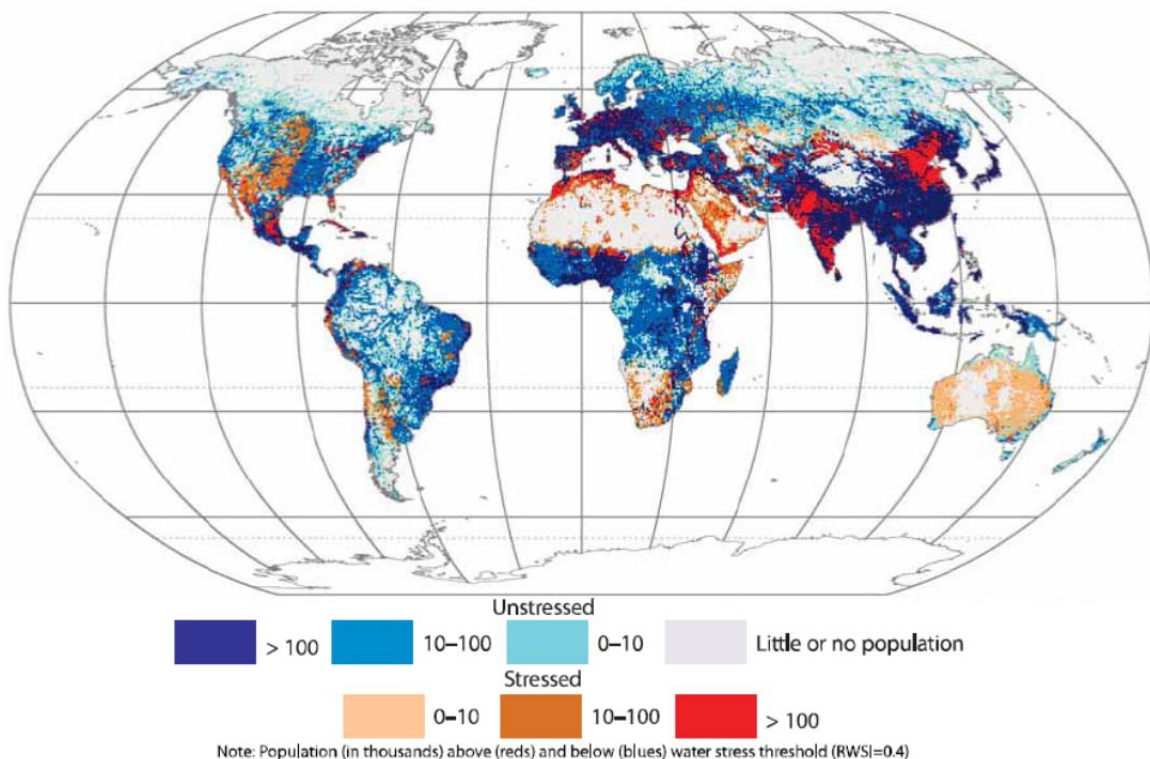 Unstressed
> 100 10–100 0–10 Little or no population
Stressed
0–10 10–100 > 100
Note: Population (in thousands) above (reds) and below (blues) water stress threshold (RWSI=0.4)